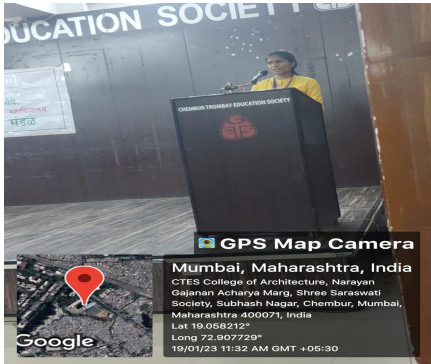 DUCATION SOCIETY
मंडळ
CHEMBUR TROMBAY EDUCATION SOCIETY
GPS Map Camera
Mumbai, Maharashtra, India
CTES College of Architecture, Narayan
Gajanan Acharya Marg, Shree Saraswati
Society, Subhash Nagar, Chembur, Mumbai,
Maharashtra 400071, India
Lat 19.058212°
Long 72.907729°
19/01/23 11:32 AM GMT +05:30
Google